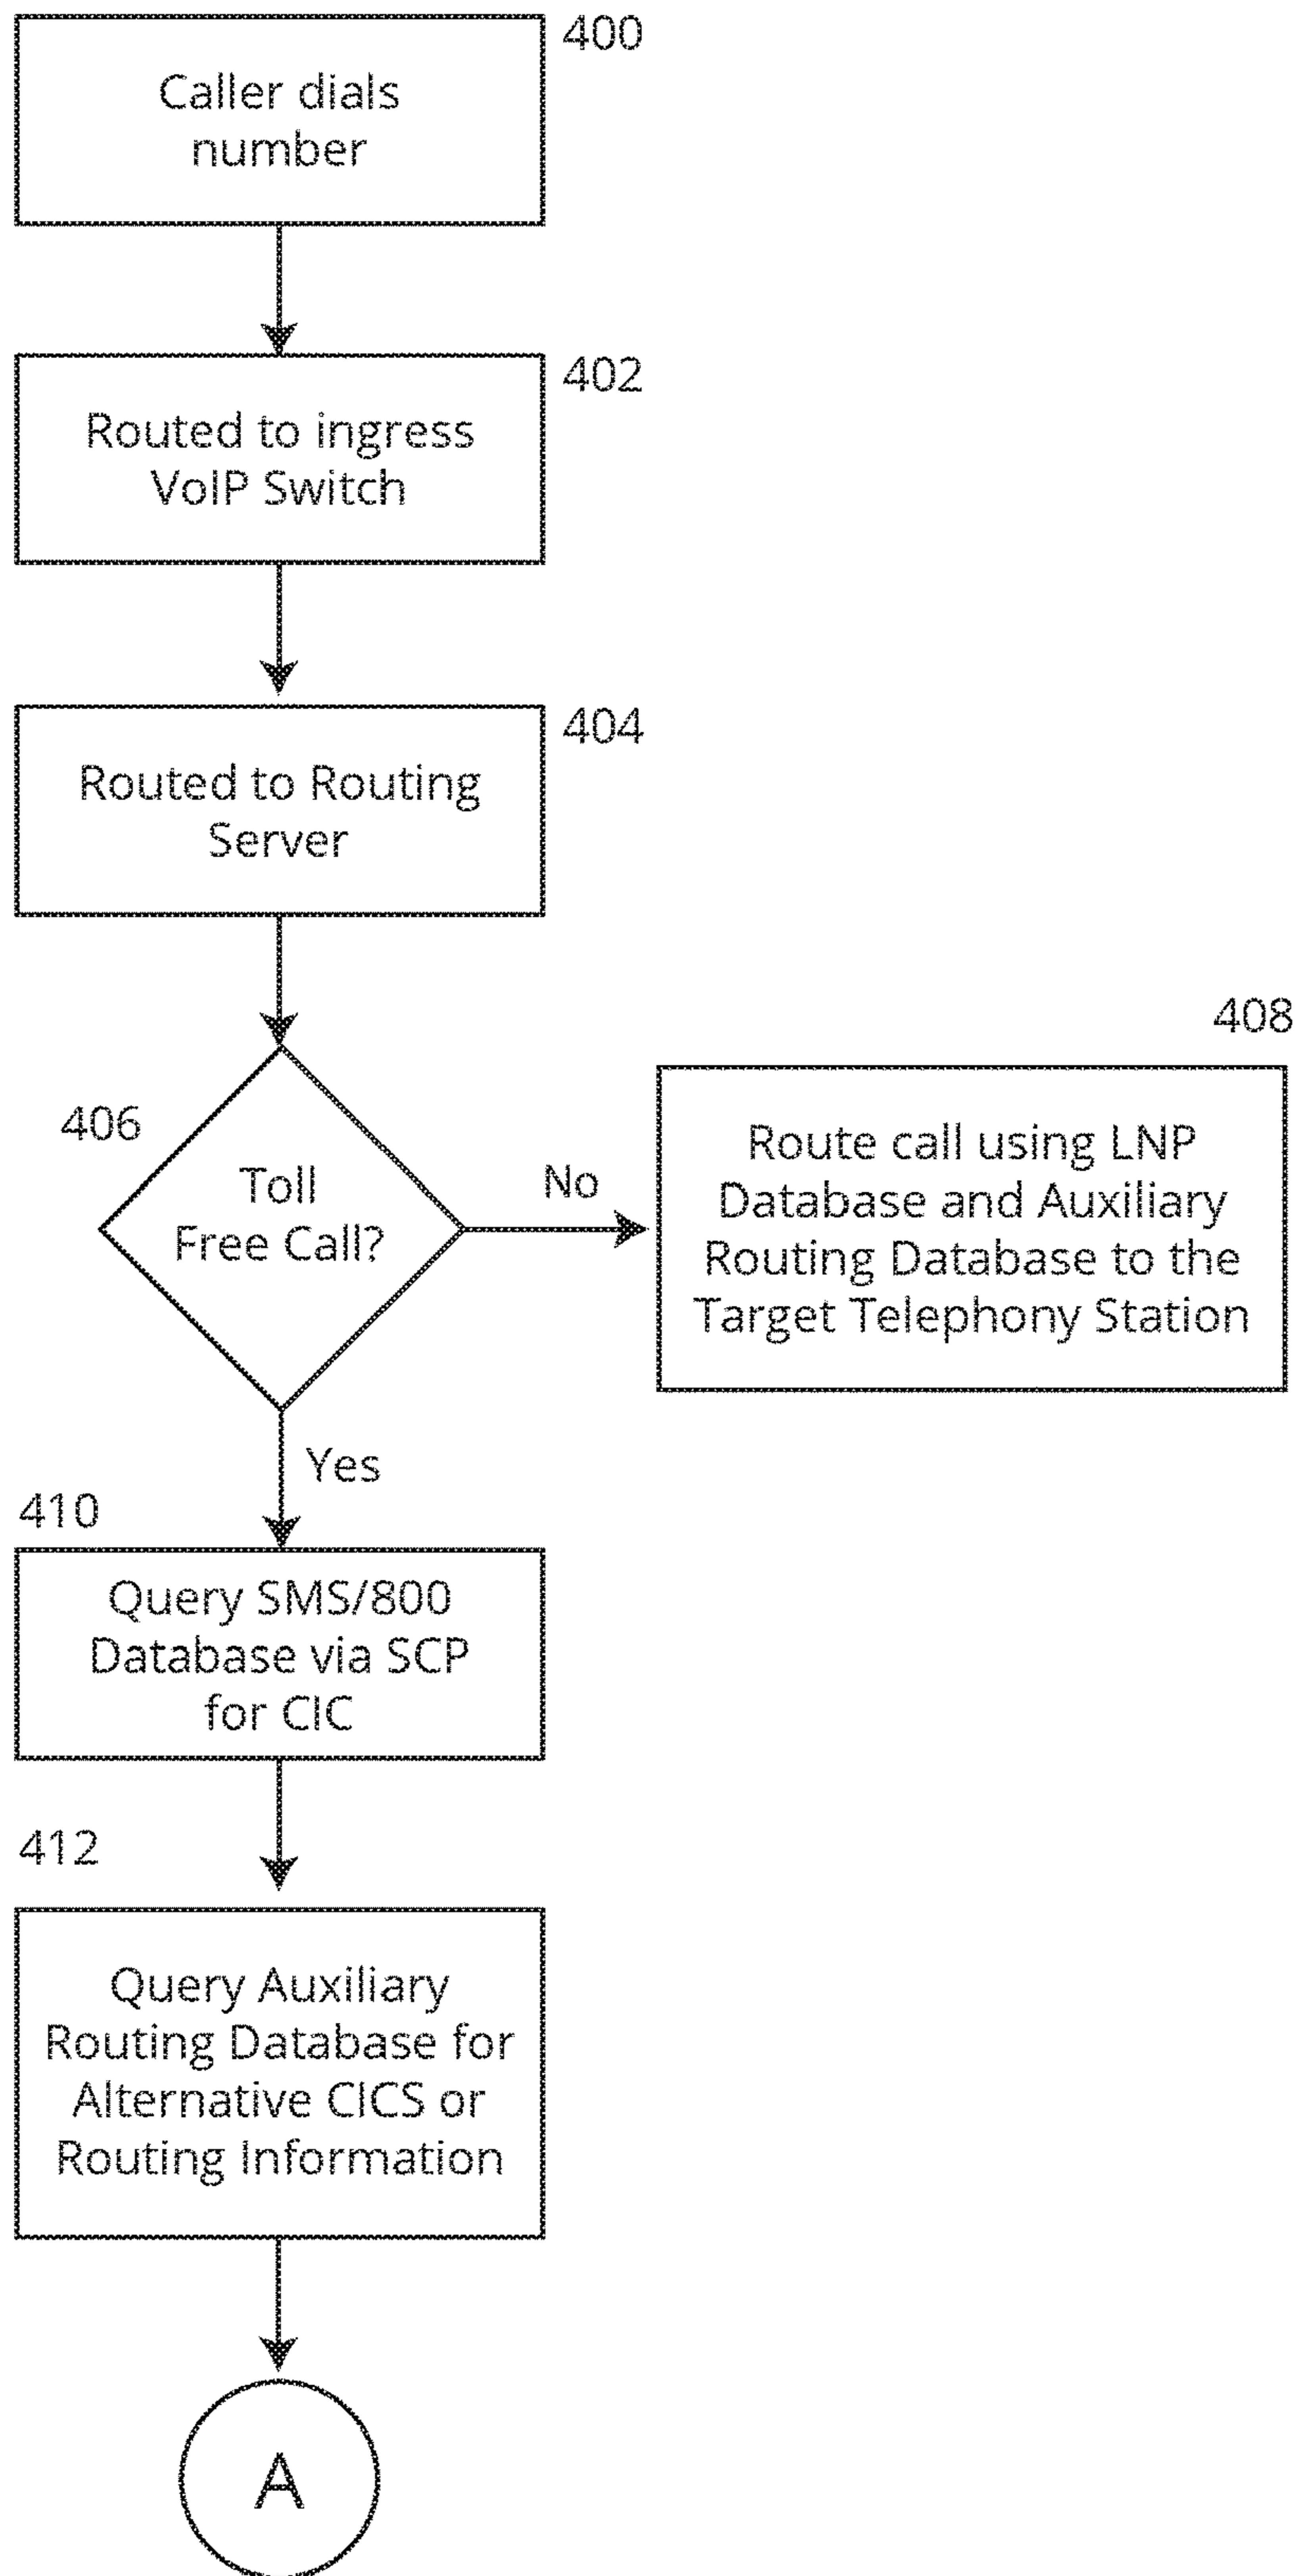 400
Caller dials
number
402
Routed to ingress
VoIP Switch
404
Routed to Routing
Server
406
Toll
Free Call?
No
408
Route call using LNP
Database and Auxiliary
Routing Database to the
Target Telephony Station
Yes
410
Query SMS/800
Database via SCP
for CIC
412
Query Auxiliary
Routing Database for
Alternative CICS or
Routing Information
A